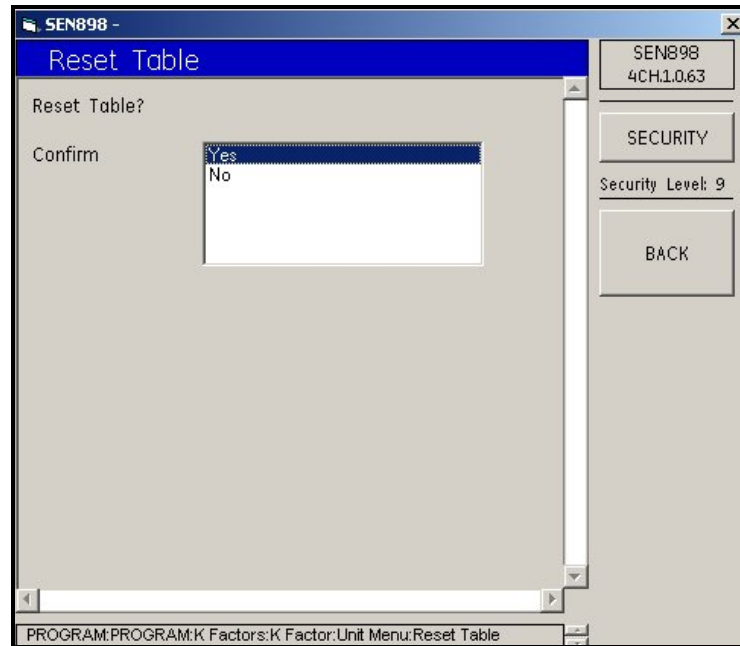 SEN898 -
Reset Table
SEN898
4CH.1.0.63
Reset Table?
SECURITY
Confirm
Yes
No
Security Level: 9
BACK
PROGRAM:PROGRAM:K Factors:K Factor:Unit Menu:Reset Table